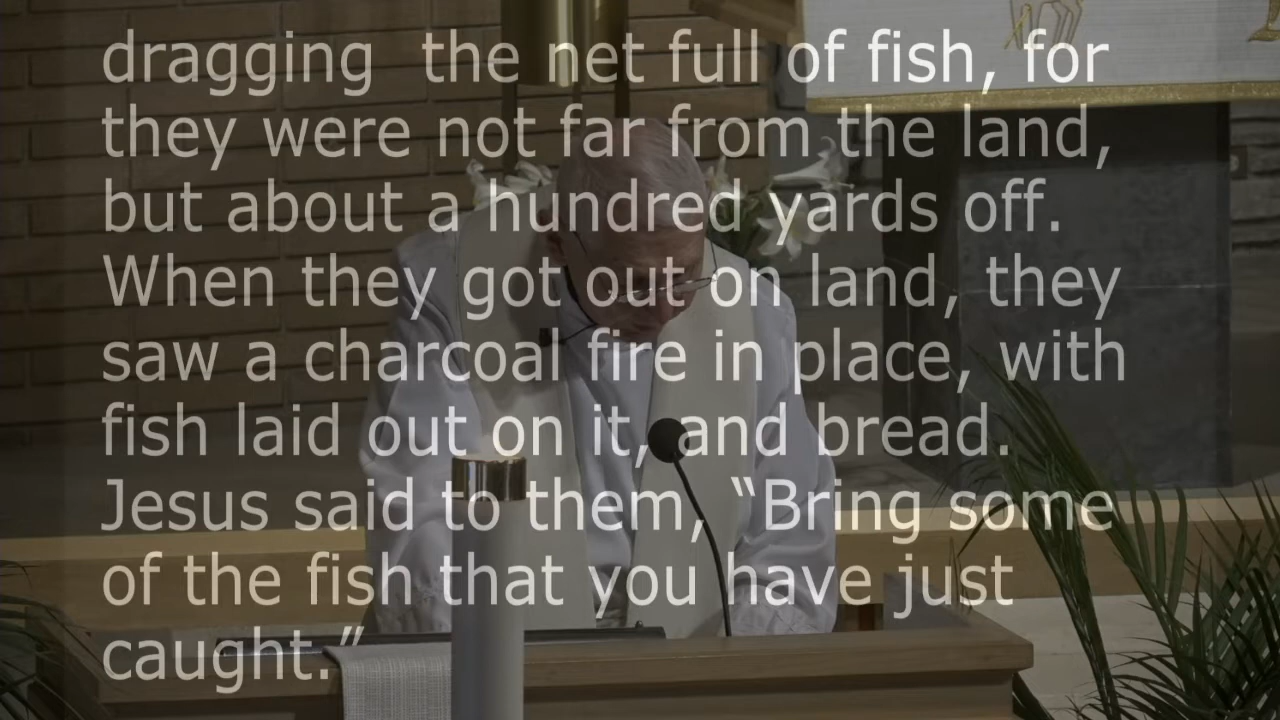 dragging  the net full of fish, for
they were not far from the land,
but about a hundred yards off.
When they got out on land, they
saw a charcoal fire in place, with
fish laid out on it, and bread.
Jesus said to them, “Bring some
of the fish that you have just
caught.”